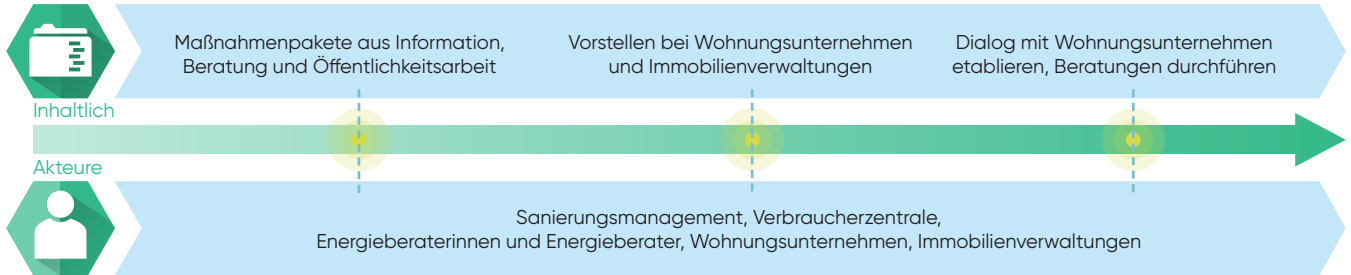 Maßnahmenpakete aus Information,
Beratung und Öffentlichkeitsarbeit
Vorstellen bei Wohnungsunternehmen
und Immobilienverwaltungen
Dialog mit Wohnungsunternehmen
etablieren, Beratungen durchführen
Inhaltlich
Akteure
Sanierungsmanagement, Verbraucherzentrale,
Energieberaterinnen und Energieberater, Wohnungsunternehmen, Immobilienverwaltungen